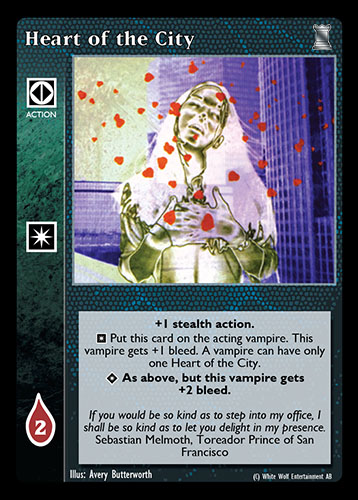 Heart of the City
ACTION
+1 stealth action.
Put this card on the acting vampire. This
vampire gets +1 bleed. A vampire can have only
one Heart of the City.
As above, but this vampire gets
+2 bleed.
2
If you would be so kind as to step into my office, I
shall be so kind as to let you delight in my presence.
Sebastian Melmoth, Toreador Prince of San
Francisco
Illus: Avery Butterworth
(C) White Wolf Entertainment AB